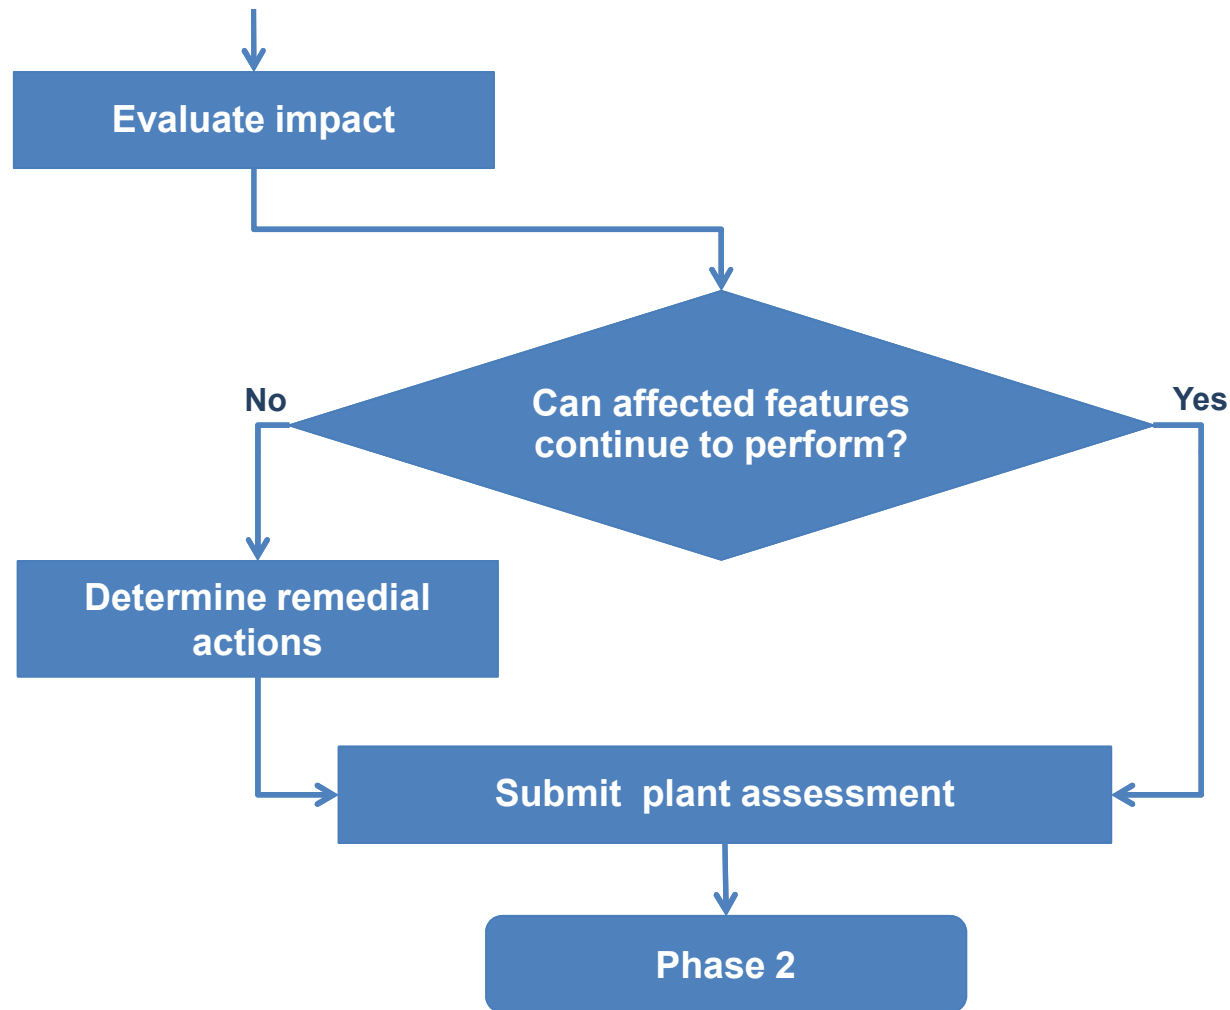 Evaluate impact
Can affected features
continue to perform?
No
Yes
Determine remedial
actions
Submit  plant assessment
Phase 2